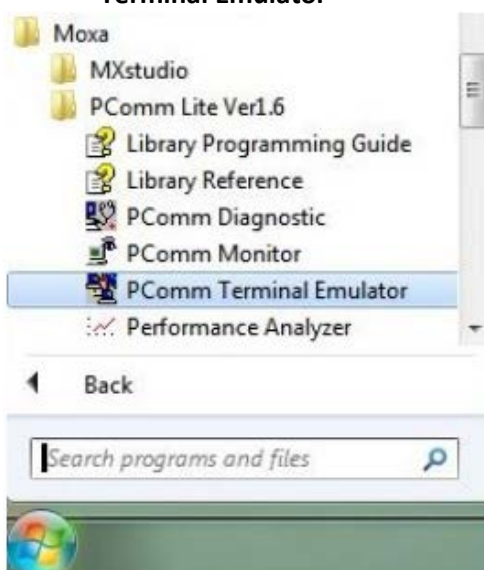 Terminal Emulator
Moxa
MXstudio
PComm Lite Ver1.6
Library Programming Guide
Library Reference
PComm Diagnostic
PComm Monitor
PComm Terminal Emulator
Performance Analyzer
Back
Search programs and files